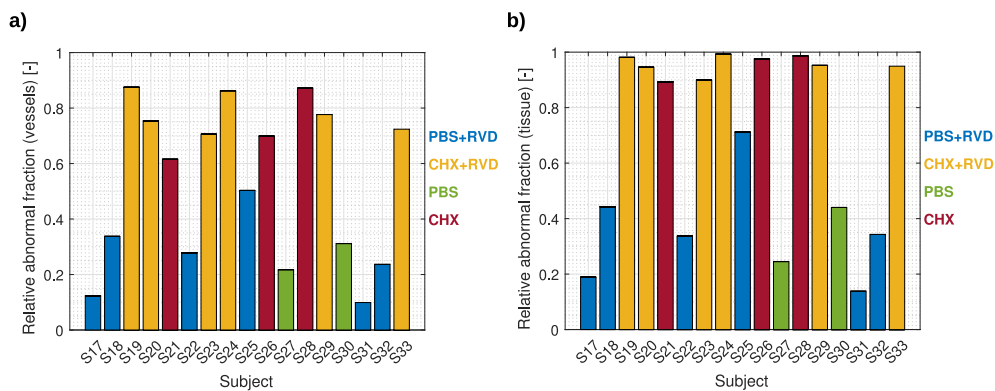 a)
Relative abnormal fraction (vessels) [-]
1
0.8
0.6
0.4
0.2
0
S17 S18 S19 S20 S21 S22 S23 S24 S25 S26 S27 S28 S29 S30 S31 S32 S33
Subject
PBS+RVD
CHX+RVD
PBS
CHX
b)
Relative abnormal fraction (tissue) [-]
1
0.8
0.6
0.4
0.2
0
S17 S18 S19 S20 S21 S22 S23 S24 S25 S26 S27 S28 S29 S30 S31 S32 S33
Subject
PBS+RVD
CHX+RVD
PBS
CHX